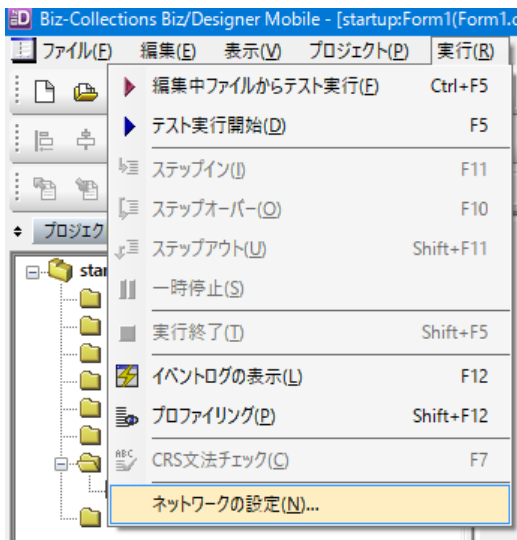 Biz-Collections Biz/Designer Mobile - [startup:Form1(Form1.
ファイル(F) 編集(E) 表示(V) プロジェクト(P) 実行(R)
編集中ファイルからテスト実行(F) Ctrl+F5
テスト実行開始(D) F5
ステップイン(I) F11
ステップオーバー(O) F10
プロジェク
ステップアウト(U) Shift+F11
star
一時停止(S)
実行終了(T) Shift+F5
イベントログの表示(L) F12
プロファイリング(P) Shift+F12
ABC
CRS文法チェック(C) F7
ネットワークの設定(N)...